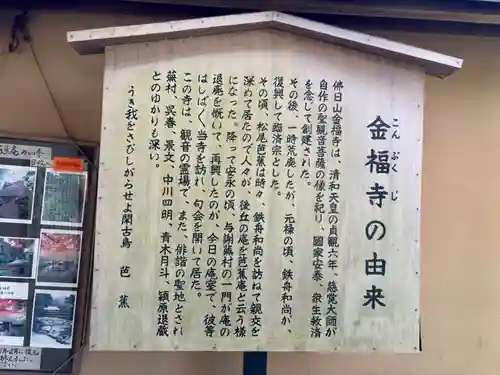 金福寺の由来
こんぷくじ
佛日山金福寺は、清和天皇の貞観六年、慈覚大師が
自作の聖観音菩薩の像を祀り、國家安泰、衆生救済
を念じて創建された。
その後、一時荒廃したが、元禄の頃、鉄舟和尚が、
復興して臨済宗とした。
その頃、松尾芭蕉は時々、鉄舟和尚を訪ねて親交を
深めて居たので人々が、後丘の庵を芭蕉庵と云う様
になった。降って安永の頃、与謝蕪村の一門が庵の
退廃を慨いて、再興したのが、今日の庵室で、彼等
はしばしば、当寺を訪れ、句会を開いて居た。
この寺は、観音の霊場で、また、俳諧の聖地とされ
蕪村、呉春、景文、中川四明、青木月斗、頴原退蔵
とのゆかりも深い。
うき我をさびしがらせよ閑古鳥　芭蕉